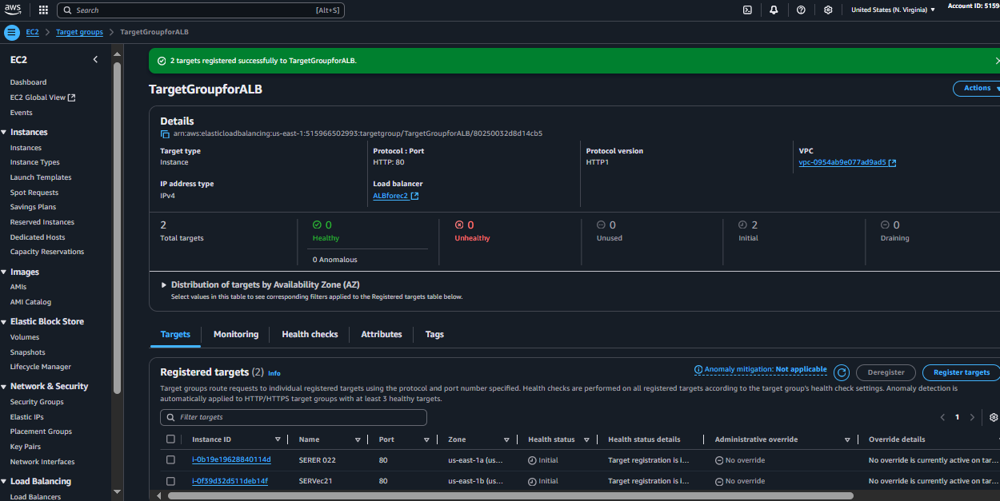 aws
Search [Alt+S]
United States (N. Virginia)
Account ID: 5159
EC2
Target groups
TargetGroupforALB
EC2
Dashboard
EC2 Global View
Events
Instances
Instances
Instance Types
Launch Templates
Spot Requests
Savings Plans
Reserved Instances
Dedicated Hosts
Capacity Reservations
Images
AMIs
AMI Catalog
Elastic Block Store
Volumes
Snapshots
Lifecycle Manager
Network & Security
Security Groups
Elastic IPs
Placement Groups
Key Pairs
Network Interfaces
Load Balancing
Load Balancers
2 targets registered successfully to TargetGroupforALB.
TargetGroupforALB
Actions
Details
arn:aws:elasticloadbalancing:us-east-1:515966502993:targetgroup/TargetGroupforALB/80250032d8d14cb5
Target type
Instance
Protocol : Port
HTTP: 80
Protocol version
HTTP1
VPC
vpc-0954ab9e077ad9ad5
IP address type
IPv4
Load balancer
ALBforec2
2
Total targets
0
Healthy
0 Anomalous
0
Unhealthy
0
Unused
2
Initial
0
Draining
Distribution of targets by Availability Zone (AZ)
Select values in this table to see corresponding filters applied to the Registered targets table below.
Targets
Monitoring
Health checks
Attributes
Tags
Registered targets (2) Info
Anomaly mitigation: Not applicable
Deregister
Register targets
Target groups route requests to individual registered targets using the protocol and port number specified. Health checks are performed on all registered targets according to the target group's health check settings. Anomaly detection is
automatically applied to HTTP/HTTPS target groups with at least 3 healthy targets.
Filter targets
1
Instance ID Name Port Zone Health status Health status details Administrative override Override details
i-0b19e19628840114d SERER 022 80 us-east-1a (us... Initial Target registration is i... No override No override is currently active on tar...
i-0f39d32d511deb14f SERVec21 80 us-east-1b (us... Initial Target registration is i... No override No override is currently active on tar...